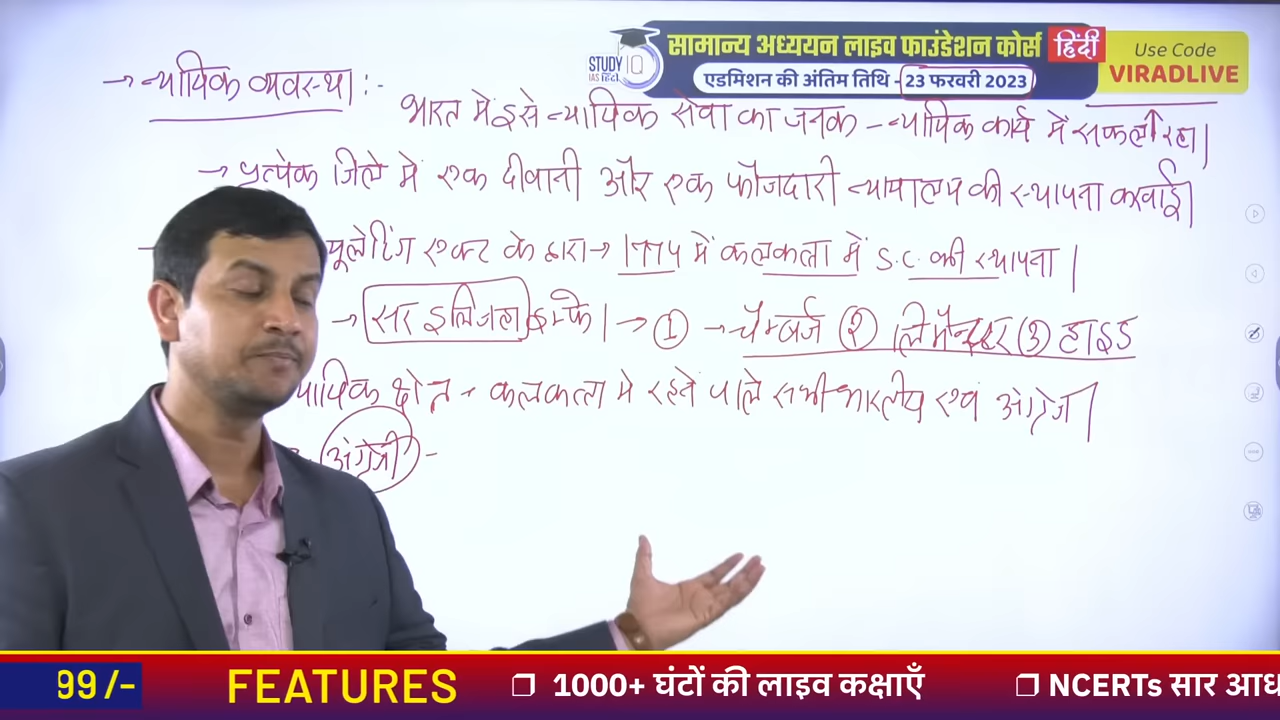 STUDY IQ
IAS हिंदी
सामान्य अध्ययन लाइव फाउंडेशन कोर्स हिंदी
एडमिशन की अंतिम तिथि - 23 फरवरी 2023
Use Code
VIRADLIVE
→ न्यायिक व्यवस्था :-
भारत में इसे न्यायिक सेवा का जनक - न्यायिक कार्य में सफल रहा।
→ प्रत्येक जिले में एक दीवानी और एक फौजदारी न्यायालय की स्थापना करवाई।
यूलेटिंग एक्ट के द्वारा → 1774 में कलकत्ता में S.C. की स्थापना।
→ सर इलिजा इम्पे। → ① → चैम्बर्ज ② लिमेन्स्टर ③ हाइड
यायिक क्षेत्र → कलकत्ता मे रहने वाले सभी भारतीय एवं अंग्रेज।
अंग्रेजी -
99/-
FEATURES
1000+ घंटों की लाइव कक्षाएँ
NCERTs सार आध